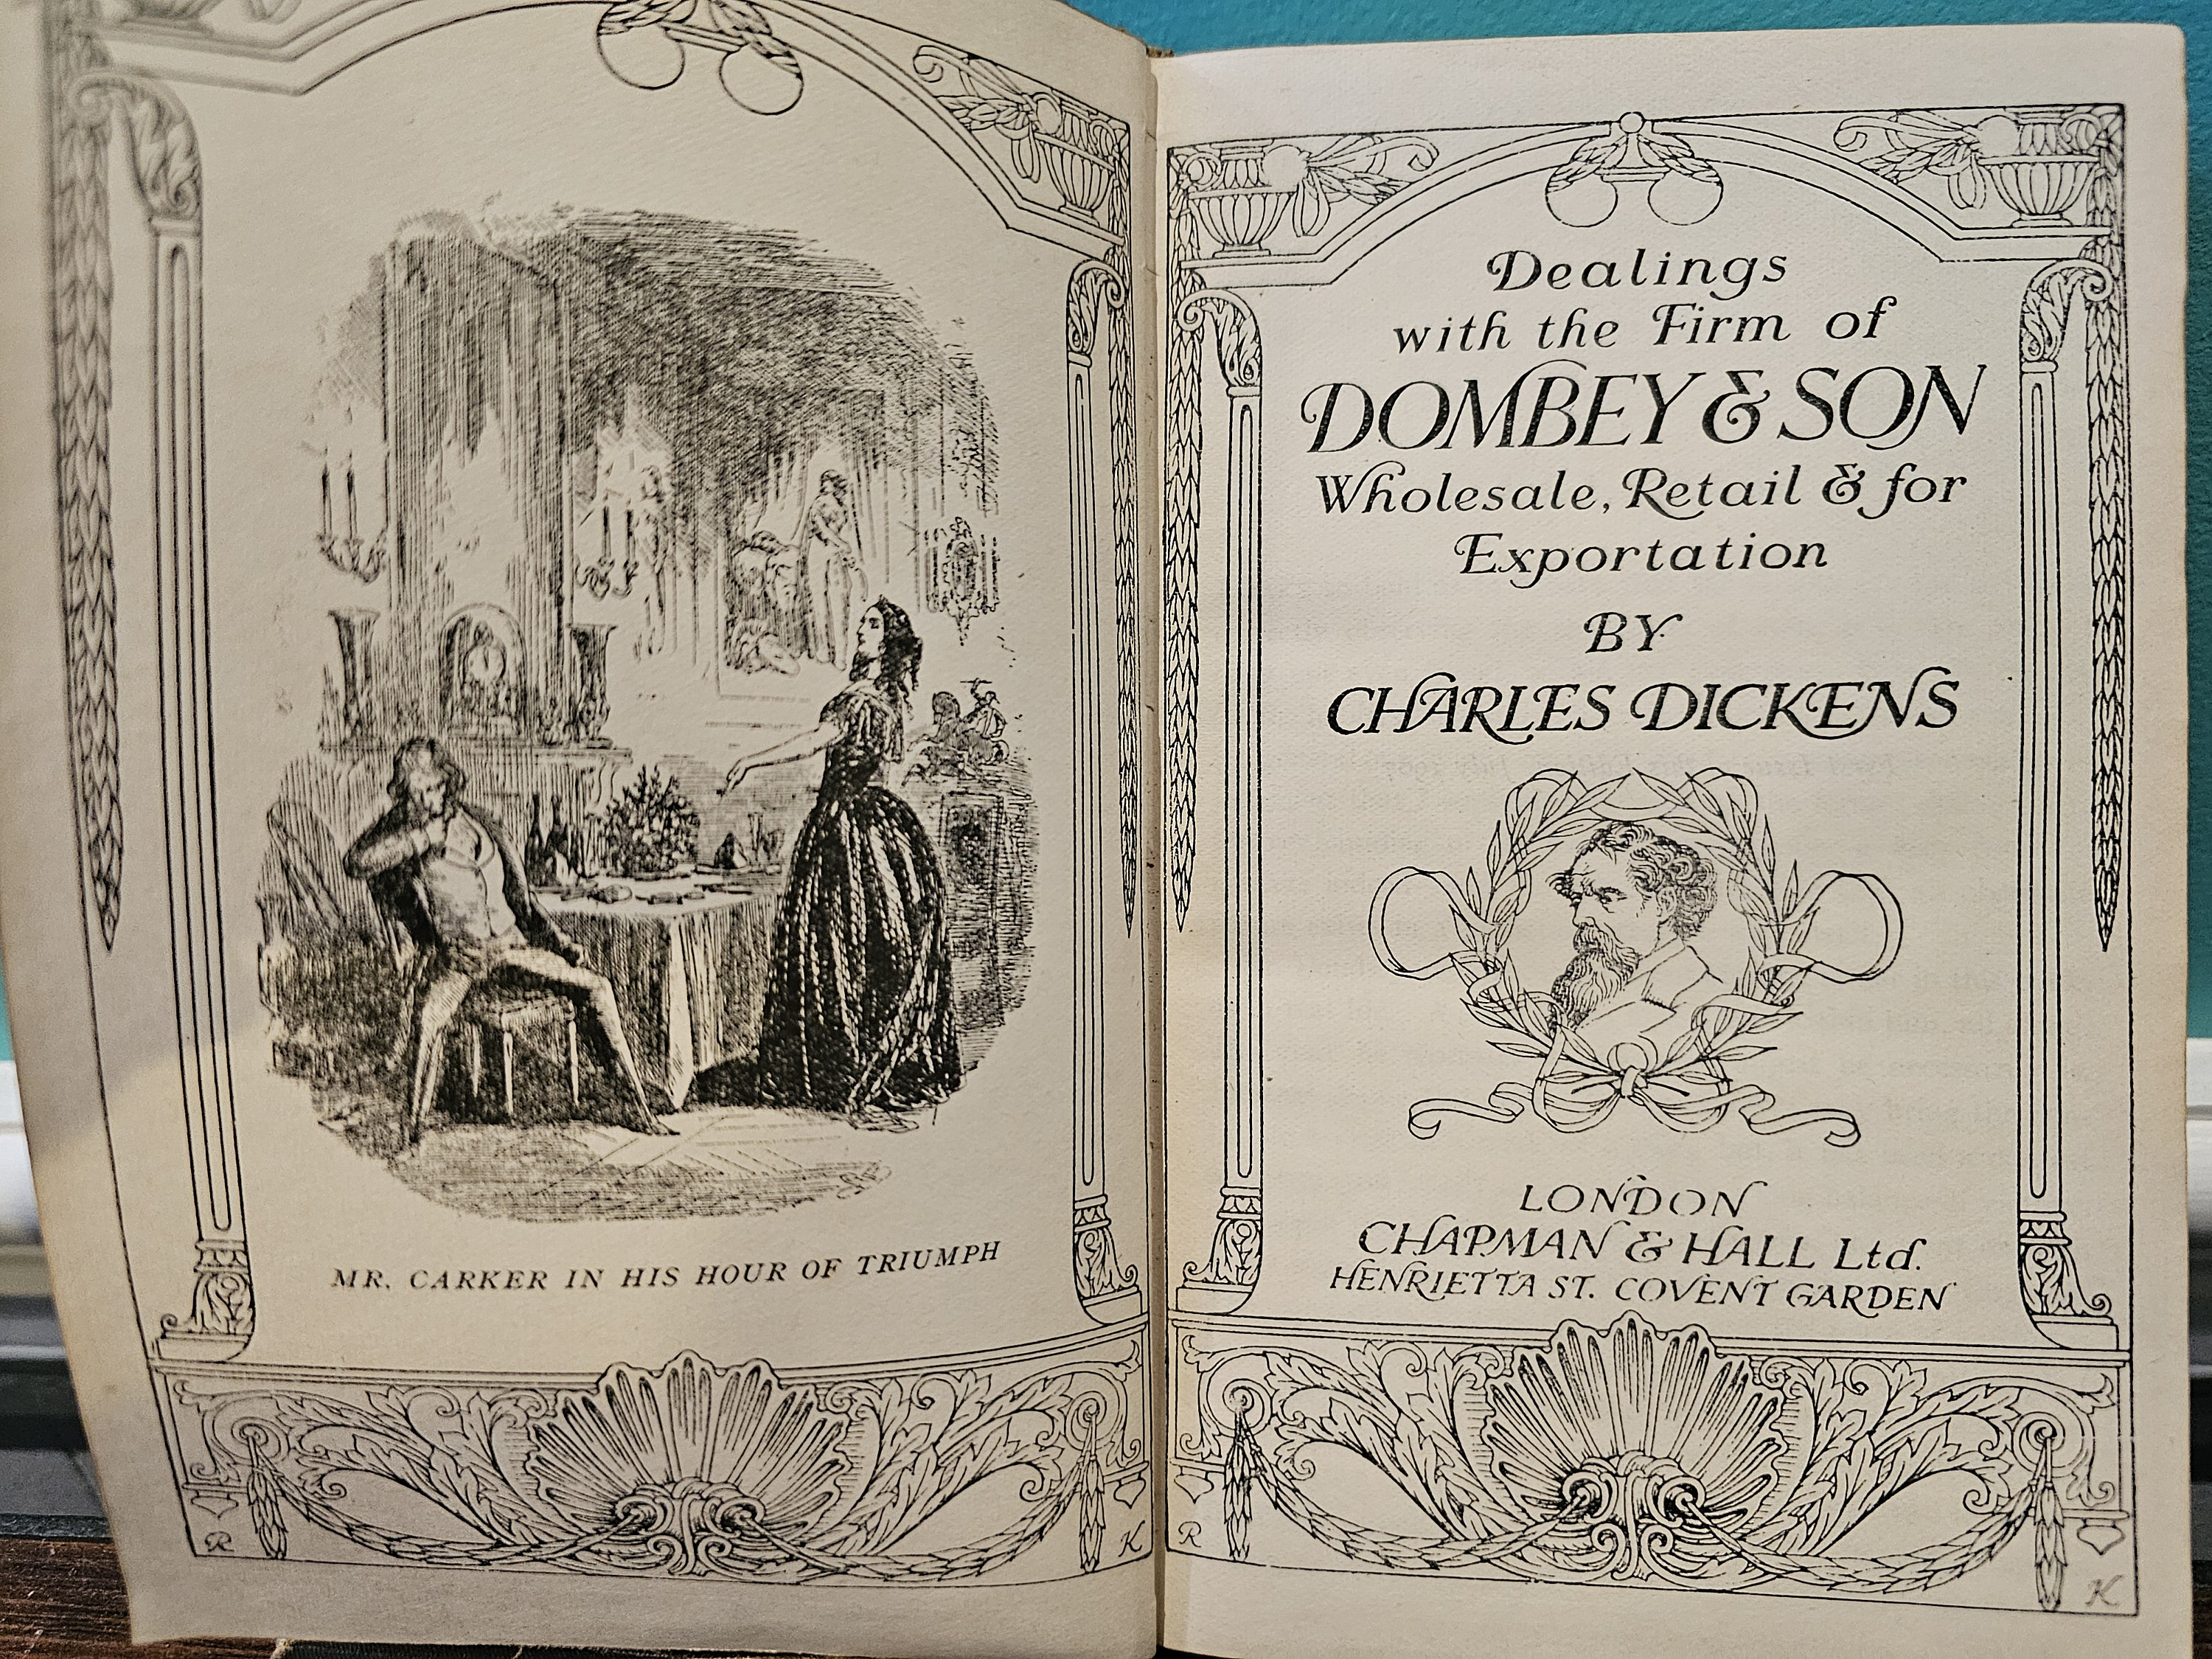 MR. CARKER IN HIS HOUR OF TRIUMPH
R
K
Dealings
with the Firm of
DOMBEY & SON
Wholesale, Retail & for
Exportation
BY
CHARLES DICKENS
LONDON
CHAPMAN & HALL Ltd.
HENRIETTA ST. COVENT GARDEN
R
K